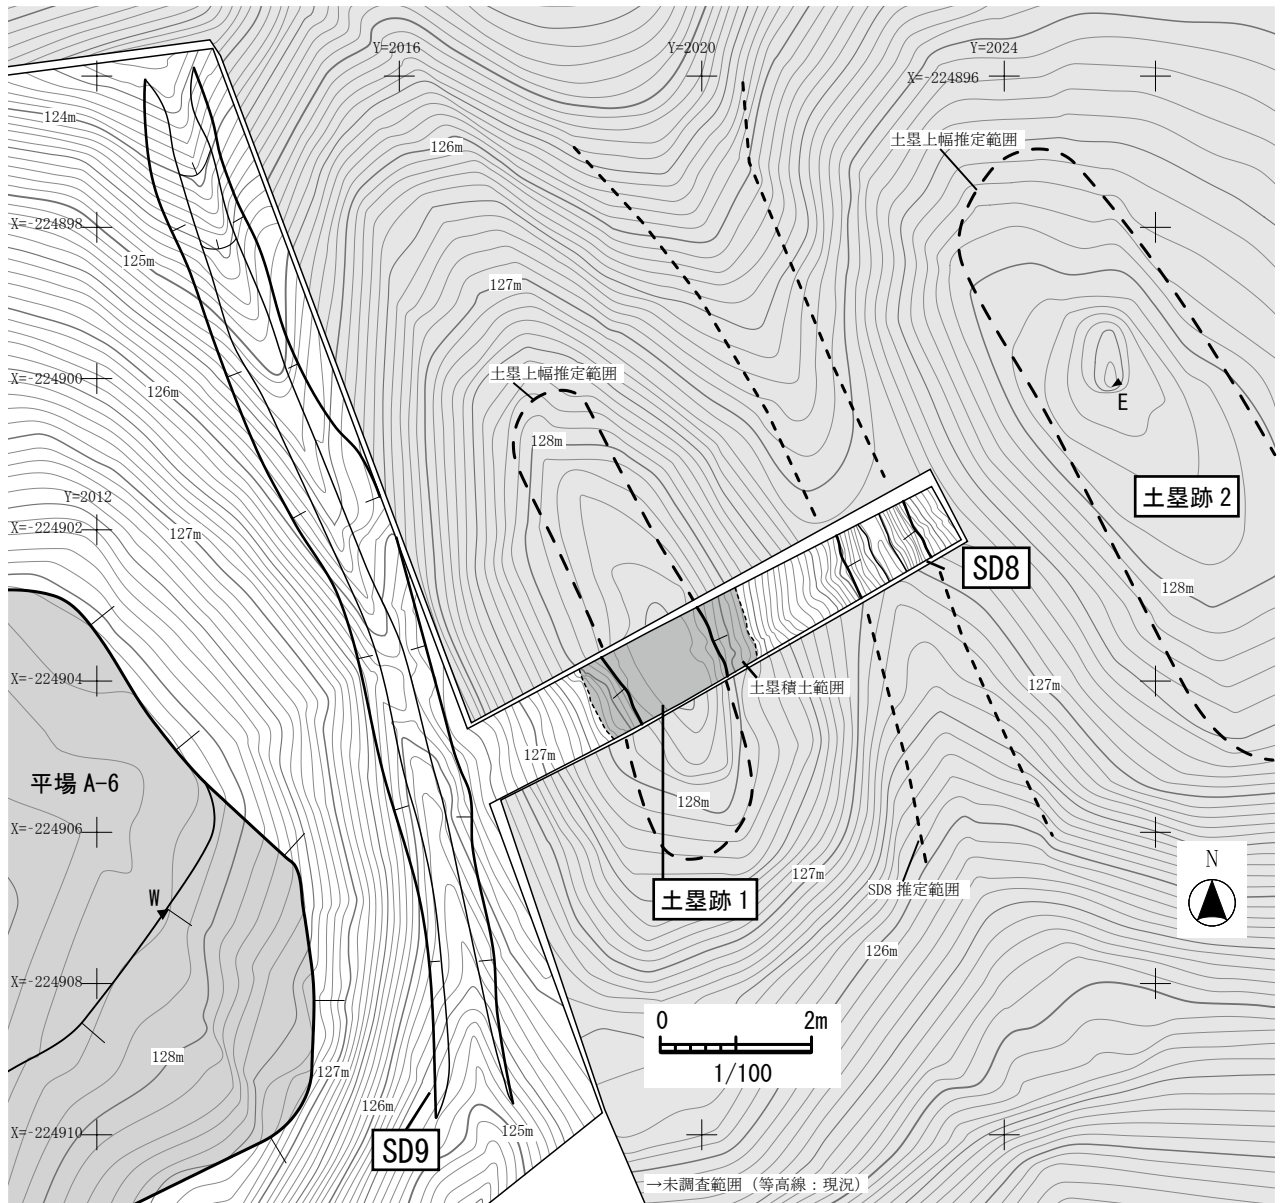 Y=2016
Y=2020
Y=2024
X=-224896
124m
126m
土塁上幅推定範囲
X=-224898
125m
127m
土塁上幅推定範囲
X=-224900
126m
E
128m
Y=2012
土塁跡 2
X=-224902
127m
SD8
128m
X=-224904
127m
土塁積土範囲
127m
平場 A-6
128m
X=-224906
127m
SD8 推定範囲
N
W
土塁跡 1
126m
X=-224908
0 2m
1/100
128m
127m
126m
125m
X=-224910
SD9
→未調査範囲（等高線：現況）